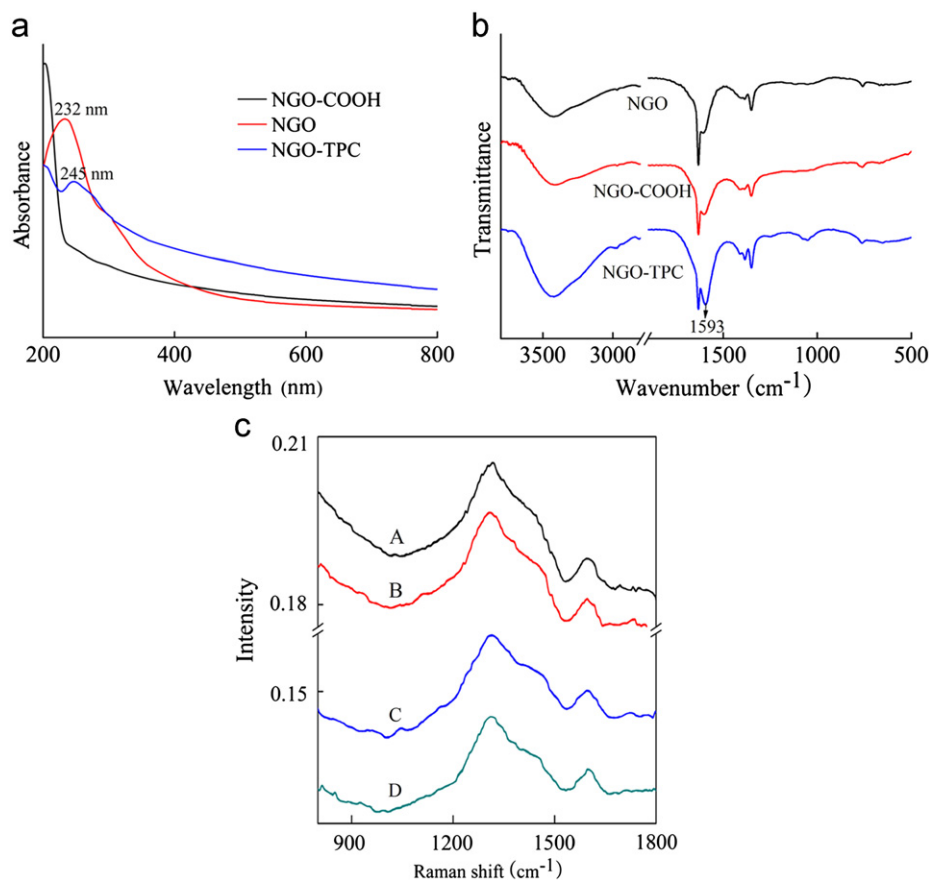 a
232 nm
245 nm
NGO-COOH
NGO
NGO-TPC
Absorbance
200
400
600
800
Wavelength (nm)
b
NGO
NGO-COOH
NGO-TPC
1593
Transmittance
3500
3000
1500
1000
500
Wavenumber (cm-1)
c
0.21
0.18
0.15
A
B
C
D
Intensity
900
1200
1500
1800
Raman shift (cm-1)